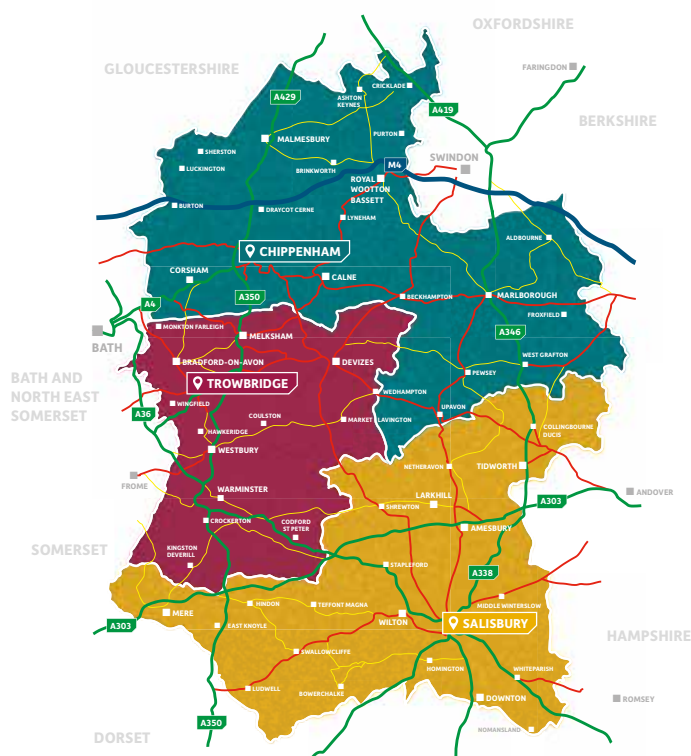 OXFORDSHIRE
GLOUCESTERSHIRE
FARINGDON
CRICKLADE
A429
ASHTON
KEYNES
A419
BERKSHIRE
PURTON
MALMESBURY
SHERSTON
SWINDON
LUCKINGTON
BRINKWORTH
M4
ROYAL
WOOTTON
BASSETT
BURTON
DRAYCOT CERNE
LYNEHAM
ALDBOURNE
CHIPPENHAM
CORSHAM
CALNE
A4
A350
BECKHAMPTON
MARLBOROUGH
FROXFIELD
MONKTON FARLEIGH
MELKSHAM
A346
BATH
BRADFORD-ON-AVON
DEVIZES
WEST GRAFTON
PEWSEY
BATH AND
NORTH EAST
SOMERSET
TROWBRIDGE
WEDHAMPTON
WINGFIELD
A36
COULSTON
MARKET LAVINGTON
UPAVON
HAWKERIDGE
COLLINGBOURNE
DUCIS
WESTBURY
NETHERAVON
TIDWORTH
FROME
WARMINSTER
LARKHILL
ANDOVER
SHREWTON
A303
CROCKERTON
CODFORD
ST PETER
AMESBURY
SOMERSET
KINGSTON
DEVERILL
STAPLEFORD
A338
HINDON
TEFFONT MAGNA
MIDDLE WINTERSLOW
MERE
WILTON
SALISBURY
A303
EAST KNOYLE
HAMPSHIRE
SWALLOWCLIFFE
HOMINGTON
WHITEPARISH
LUDWELL
BOWERCHALKE
DOWNTON
ROMSEY
A350
NOMANSLAND
DORSET